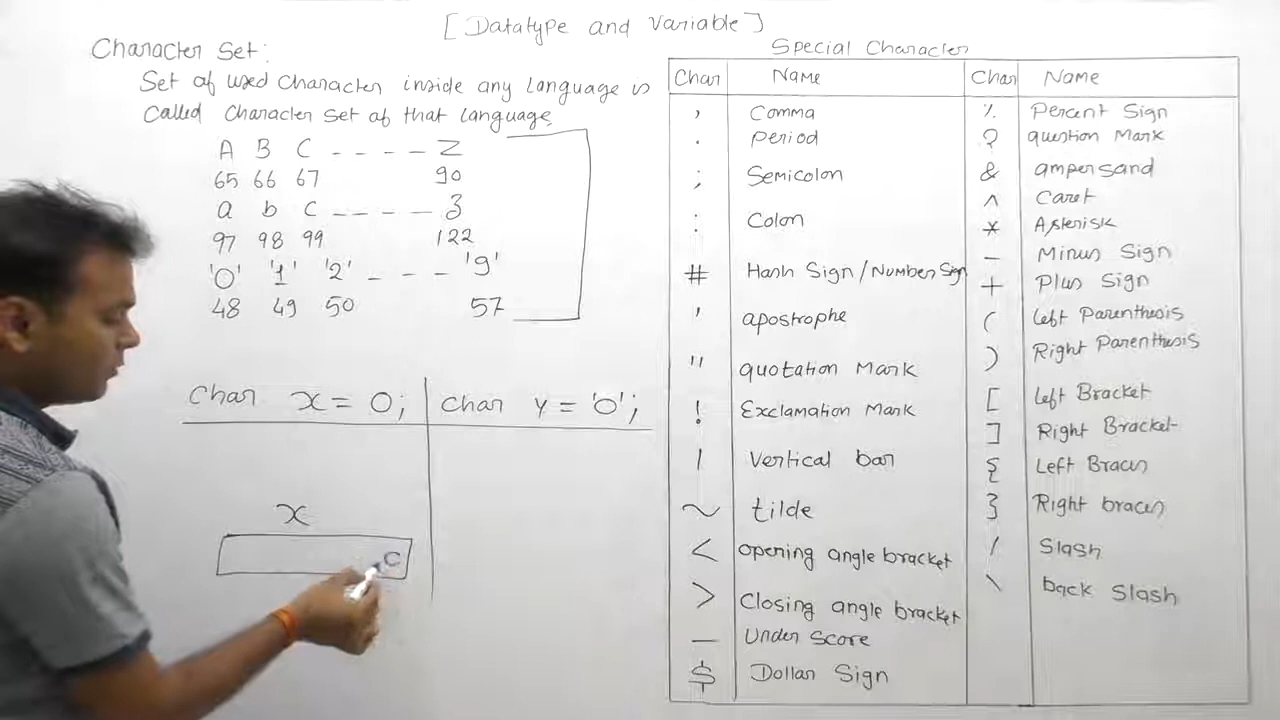 [ Datatype and Variable ]
Character Set:
Set of used Character inside any Language is
Called Character Set of that Language.
A B C - - - - Z
65 66 67 90
a b c - - - - z
97 98 99 122
'0' '1' '2' - - - '9'
48 49 50 57
Char x = 0; Char y = '0';
x
Special Character
Char Name Char Name
, Comma % Percent Sign
. Period ? question Mark
; Semicolon & ampersand
: Colon ^ Caret
# Hash Sign/Number Sign * Asterisk
' apostrophe - Minus Sign
" quotation Mark + Plus Sign
! Exclamation Mark ( left Parenthesis
| Vertical bar ) Right Parenthesis
~ tilde [ left Bracket
< opening angle bracket ] Right Bracket
> Closing angle bracket { Left Braces
_ Under Score } Right braces
$ Dollar Sign / Slash
\ back Slash